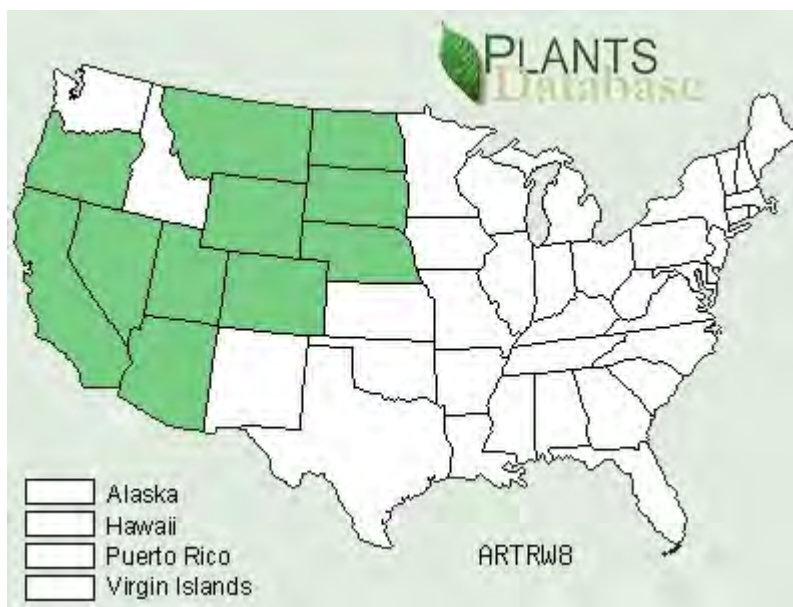 PLANTS
Database
Alaska
Hawaii
Puerto Rico
Virgin Islands
ARTRW8